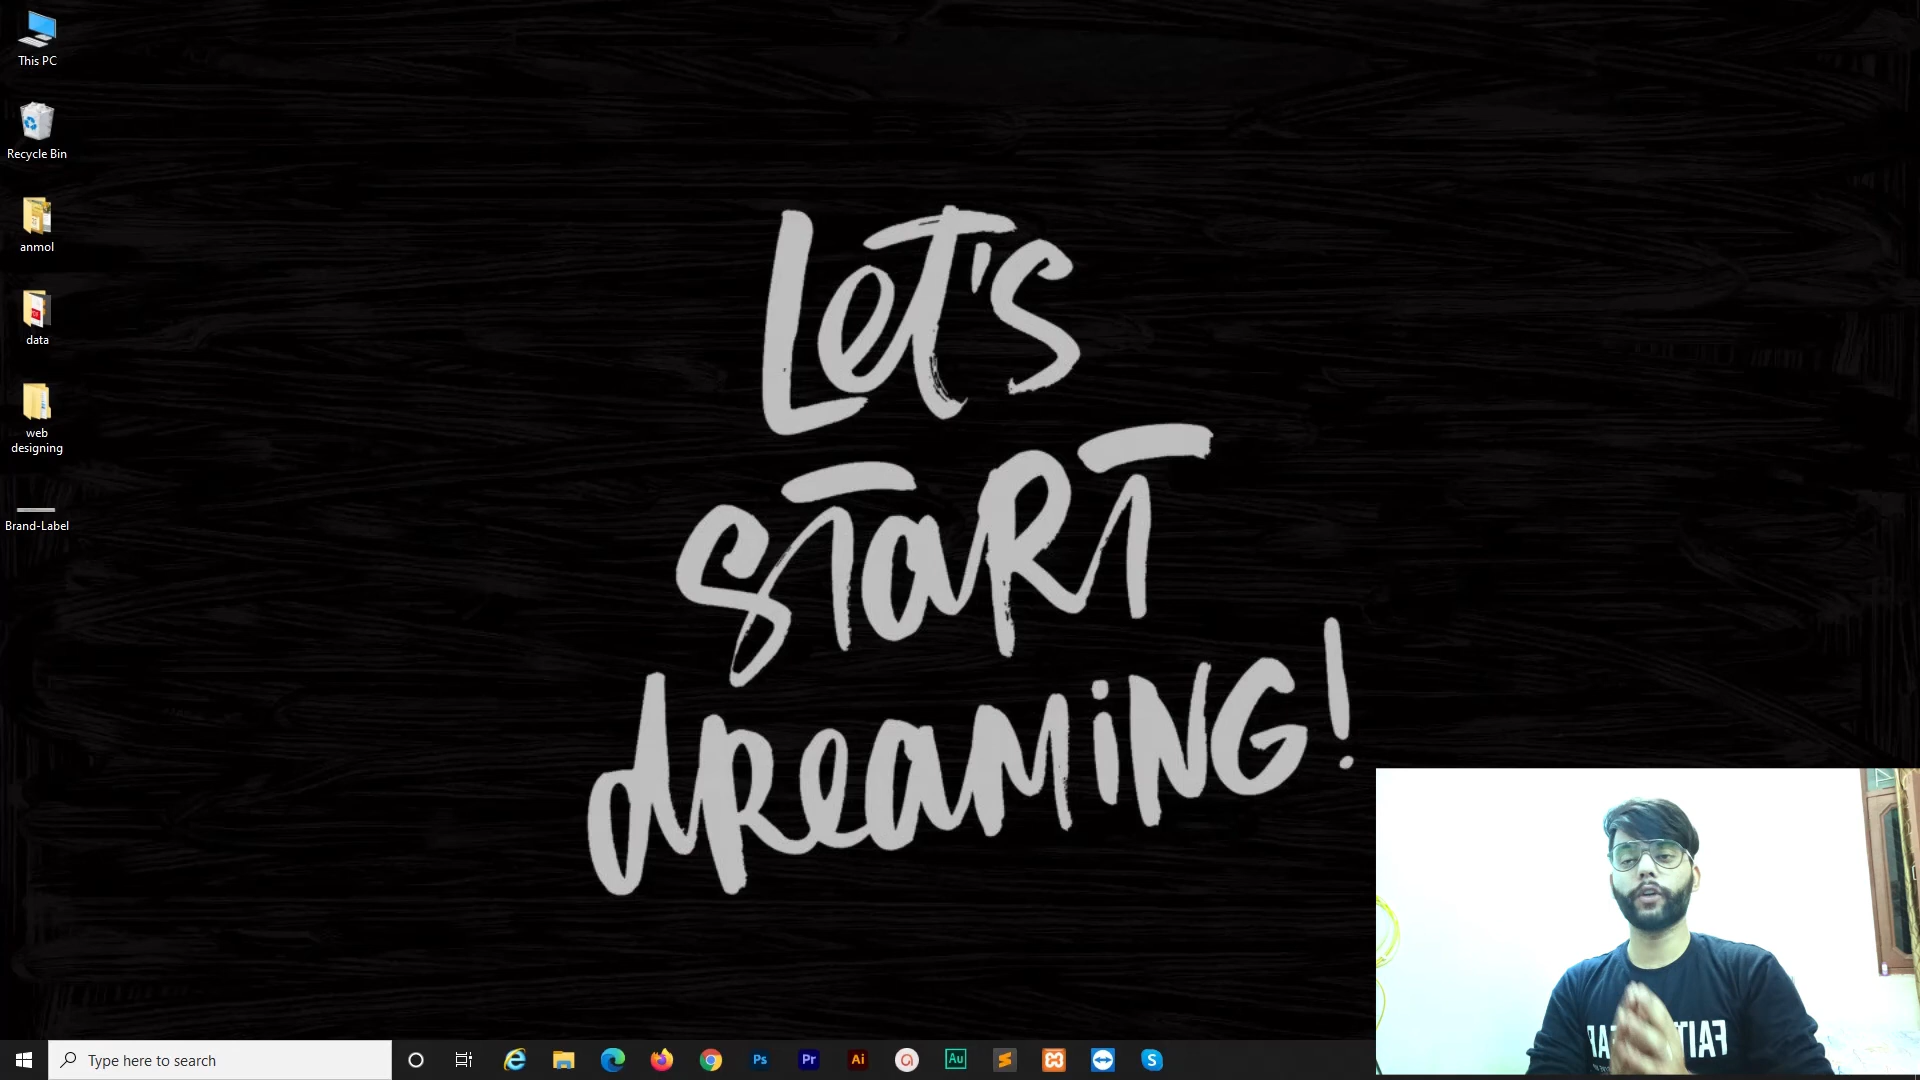 This PC
Recycle Bin
anmol
data
web
designing
Brand-Label
Let's
START
dreaming!
Type here to search
Ps
Pr
Ai
Au